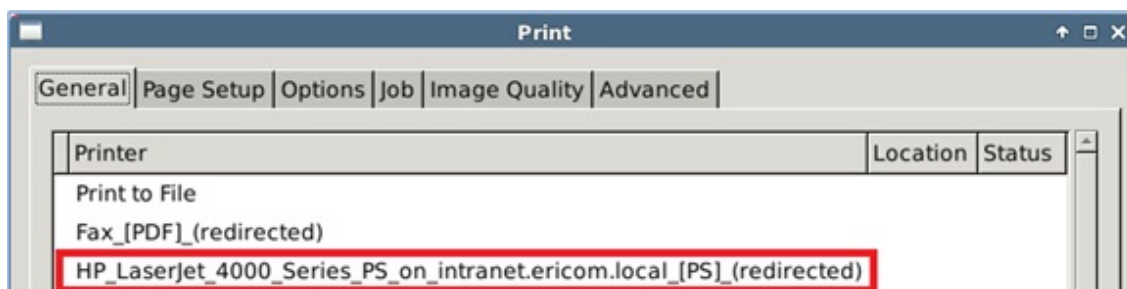 Print
General Page Setup Options Job Image Quality Advanced
Printer Location Status
Print to File
Fax_[PDF]_(redirected)
HP_LaserJet_4000_Series_PS_on_intranet.ericom.local_[PS]_(redirected)